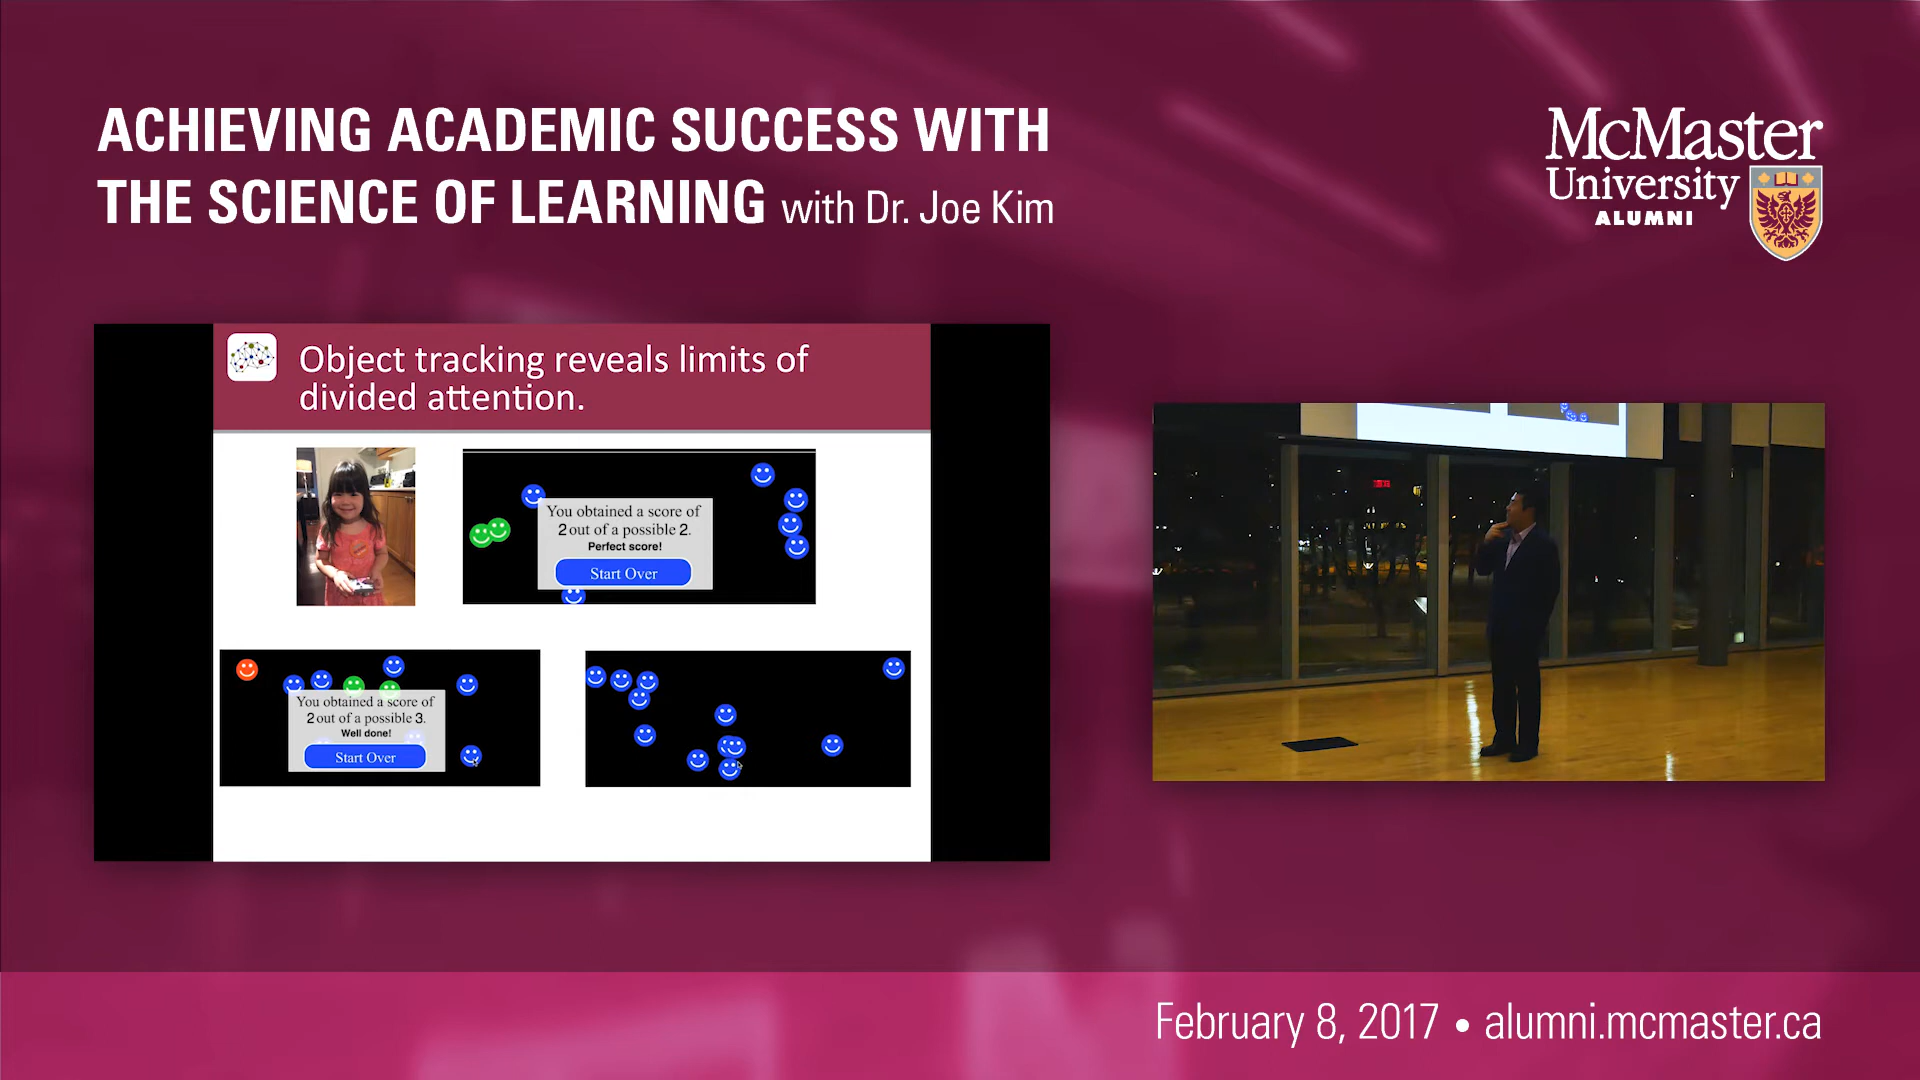 ACHIEVING ACADEMIC SUCCESS WITH
THE SCIENCE OF LEARNING with Dr. Joe Kim
McMaster
University
ALUMNI
Object tracking reveals limits of
divided attention.
You obtained a score of
2 out of a possible 2.
Perfect score!
Start Over
You obtained a score of
2 out of a possible 3.
Well done!
Start Over
February 8, 2017 • alumni.mcmaster.ca